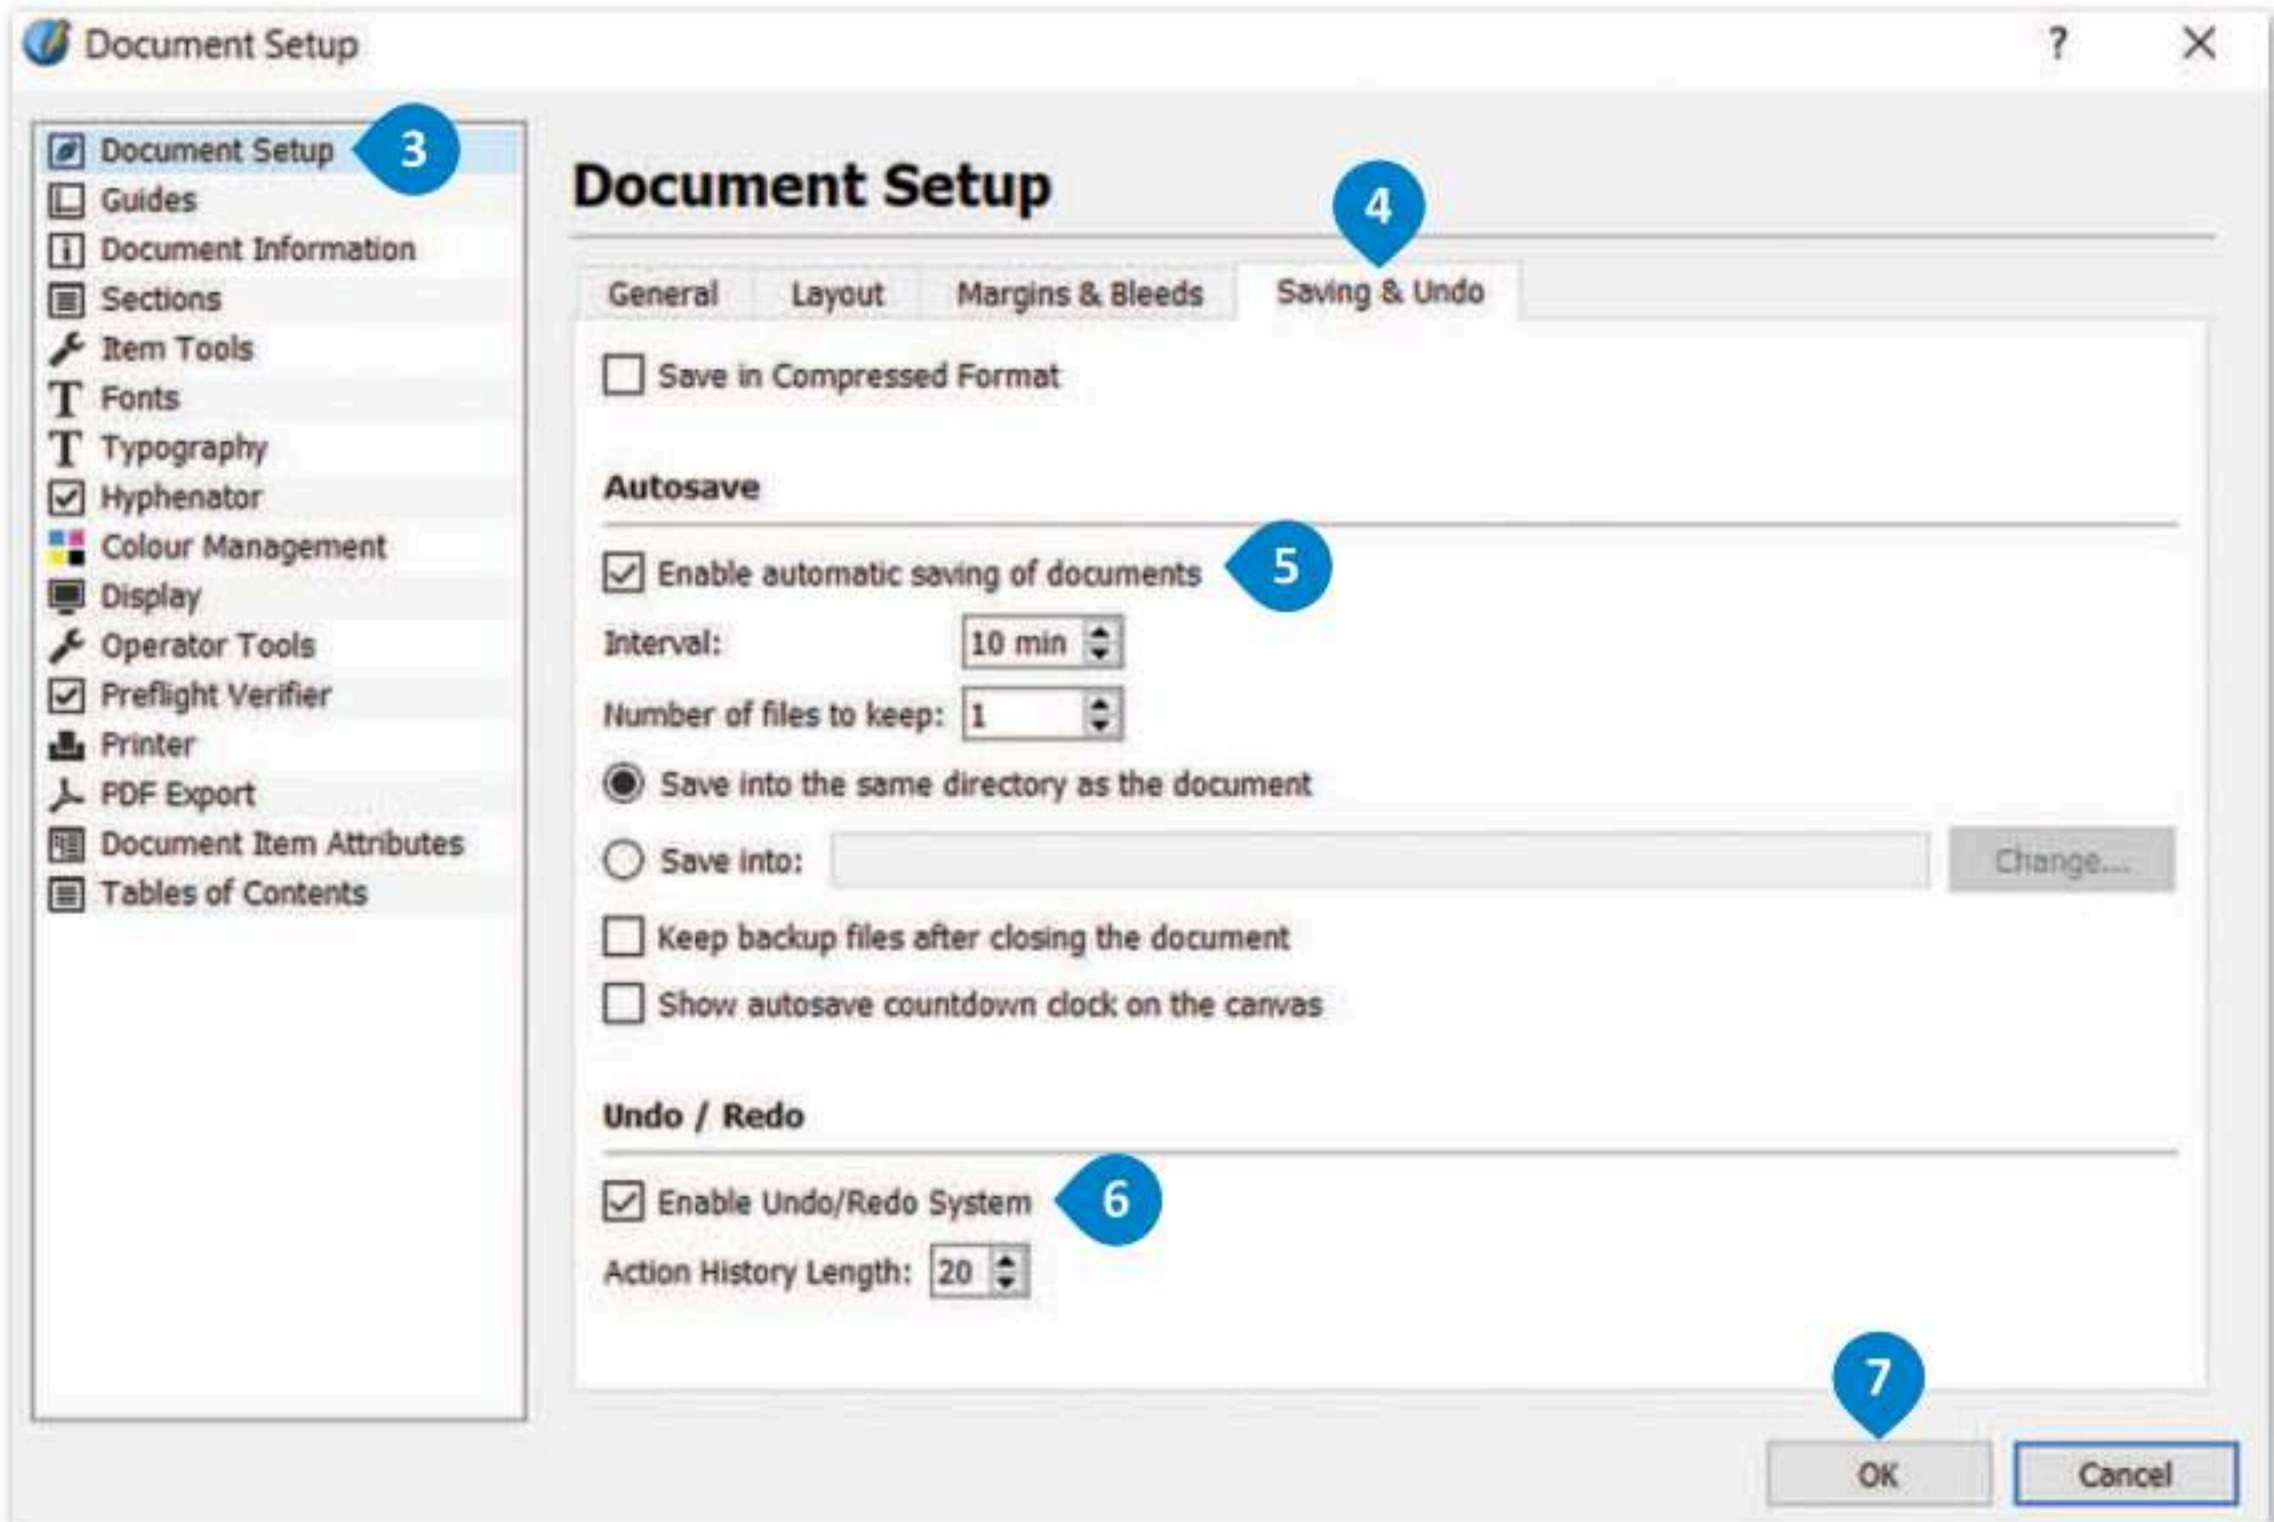 Document Setup
?
Document Setup
3
Guides
Document Information
Sections
Item Tools
Fonts
Typography
Hyphenator
Colour Management
Display
Operator Tools
Preflight Verifier
Printer
PDF Export
Document Item Attributes
Tables of Contents
Document Setup
4
General Layout Margins & Bleeds Saving & Undo
Save in Compressed Format
Autosave
Enable automatic saving of documents 5
Interval: 10 min
Number of files to keep: 1
Save into the same directory as the document
Save into: Change...
Keep backup files after closing the document
Show autosave countdown clock on the canvas
Undo / Redo
Enable Undo/Redo System 6
Action History Length: 20
7
OK Cancel